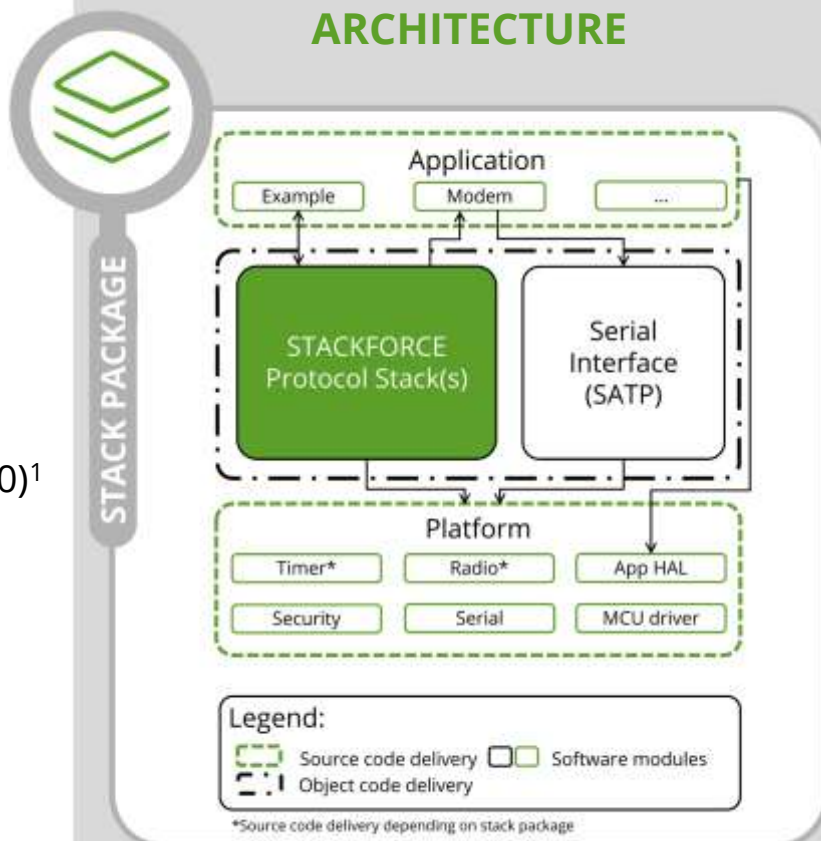 ARCHITECTURE
STACK PACKAGE
0)¹
Application
Example
Modem
...
STACKFORCE
Protocol Stack(s)
Serial
Interface
(SATP)
Platform
Timer*
Radio*
App HAL
Security
Serial
MCU driver
Legend:
Source code delivery
Software modules
Object code delivery
*Source code delivery depending on stack package